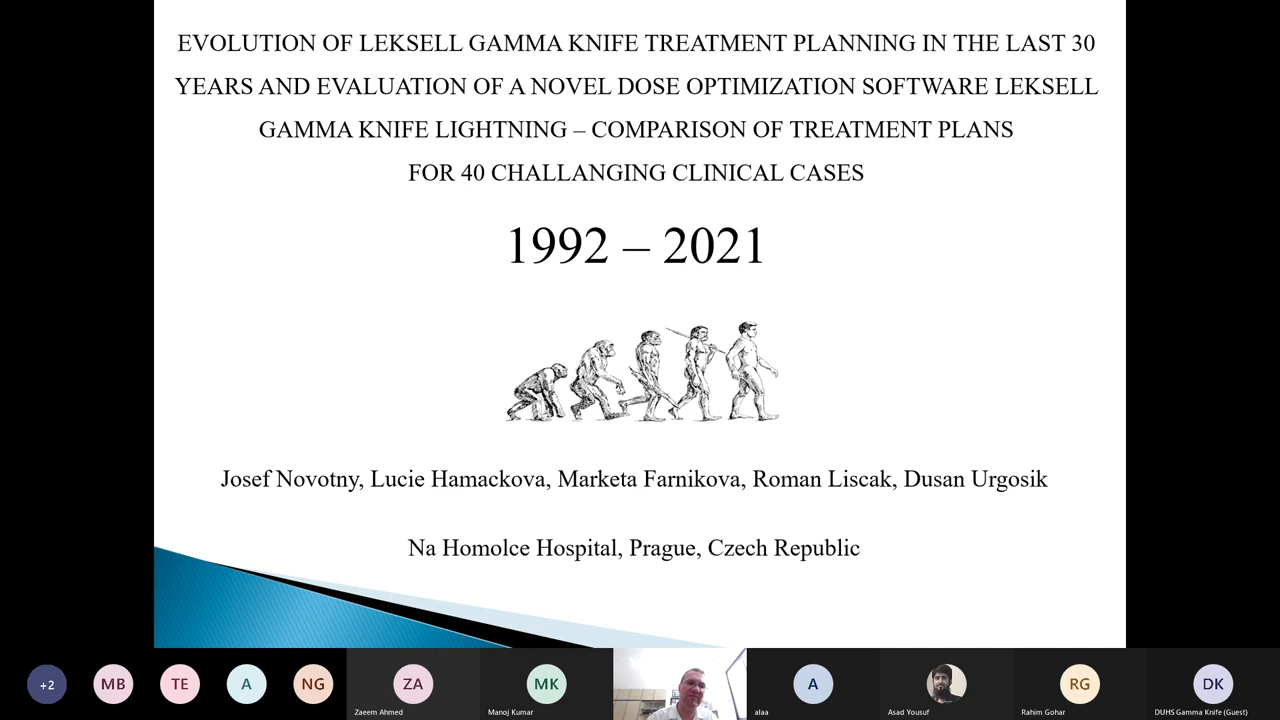 EVOLUTION OF LEKSELL GAMMA KNIFE TREATMENT PLANNING IN THE LAST 30
YEARS AND EVALUATION OF A NOVEL DOSE OPTIMIZATION SOFTWARE LEKSELL
GAMMA KNIFE LIGHTNING – COMPARISON OF TREATMENT PLANS
FOR 40 CHALLANGING CLINICAL CASES
1992 – 2021
Josef Novotny, Lucie Hamackova, Marketa Farnikova, Roman Liscak, Dusan Urgosik
Na Homolce Hospital, Prague, Czech Republic
+2 MB TE A NG ZA MK A RG DK
Zaeem Ahmed Manoj Kumar alaa Asad Yousuf Rahim Gohar DUHS Gamma Knife (Guest)